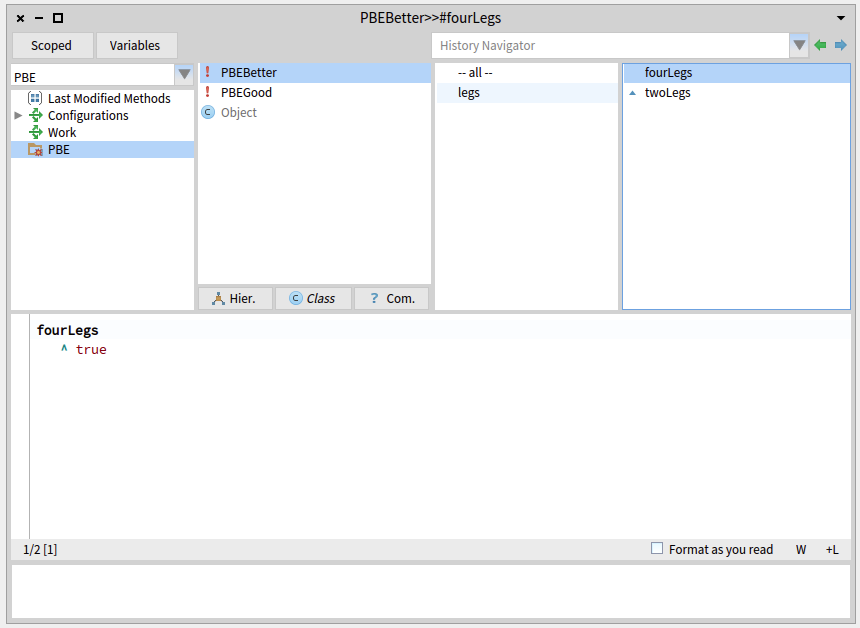 PBEBetter>>#fourLegs
Scoped
Variables
History Navigator
PBE
Last Modified Methods
Configurations
Work
PBE
! PBEBetter
! PBEGood
C Object
Hier.
C Class
? Com.
-- all --
legs
fourLegs
twoLegs
fourLegs
^ true
1/2 [1]
Format as you read
W
+L